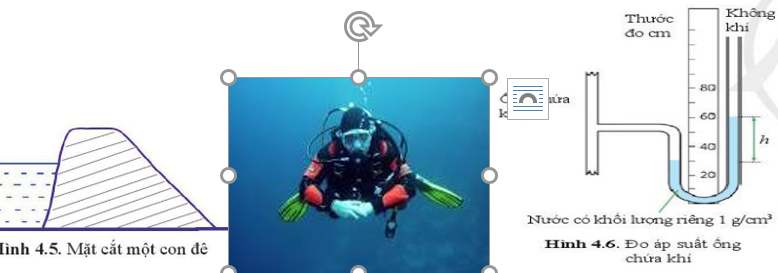 Hình 4.5. Mặt cắt một con đê
Thước
đo cm
Không
khí
ứa
k
80
60
40
20
h
Nước có khối lượng riêng 1 g/cm³
Hình 4.6. Đo áp suất ống
chứa khí